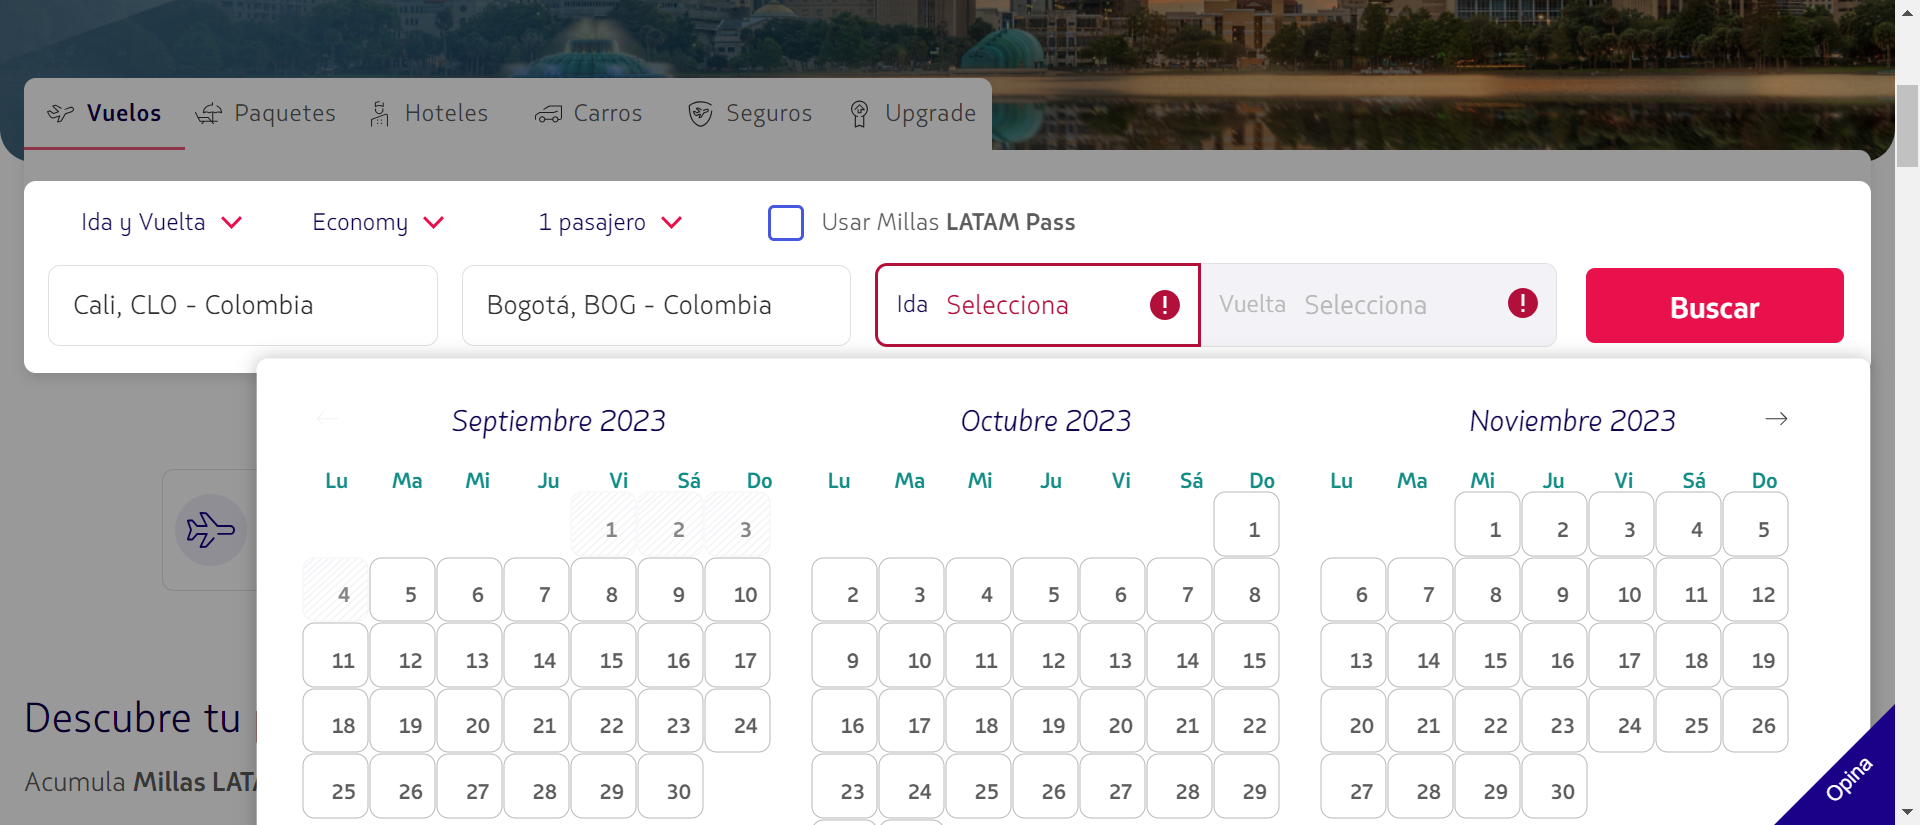 Vuelos Paquetes Hoteles Carros Seguros Upgrade
Ida y Vuelta Economy 1 pasajero Usar Millas LATAM Pass
Cali, CLO - Colombia Bogotá, BOG - Colombia Ida Selecciona ! Vuelta Selecciona ! Buscar
Septiembre 2023 Octubre 2023 Noviembre 2023
Lu Ma Mi Ju Vi Sá Do Lu Ma Mi Ju Vi Sá Do Lu Ma Mi Ju Vi Sá Do
1 2 3 1 1 2 3 4 5
4 5 6 7 8 9 10 2 3 4 5 6 7 8 6 7 8 9 10 11 12
11 12 13 14 15 16 17 9 10 11 12 13 14 15 13 14 15 16 17 18 19
18 19 20 21 22 23 24 16 17 18 19 20 21 22 20 21 22 23 24 25 26
25 26 27 28 29 30 23 24 25 26 27 28 29 27 28 29 30
Descubre tu
Acumula Millas
Opina